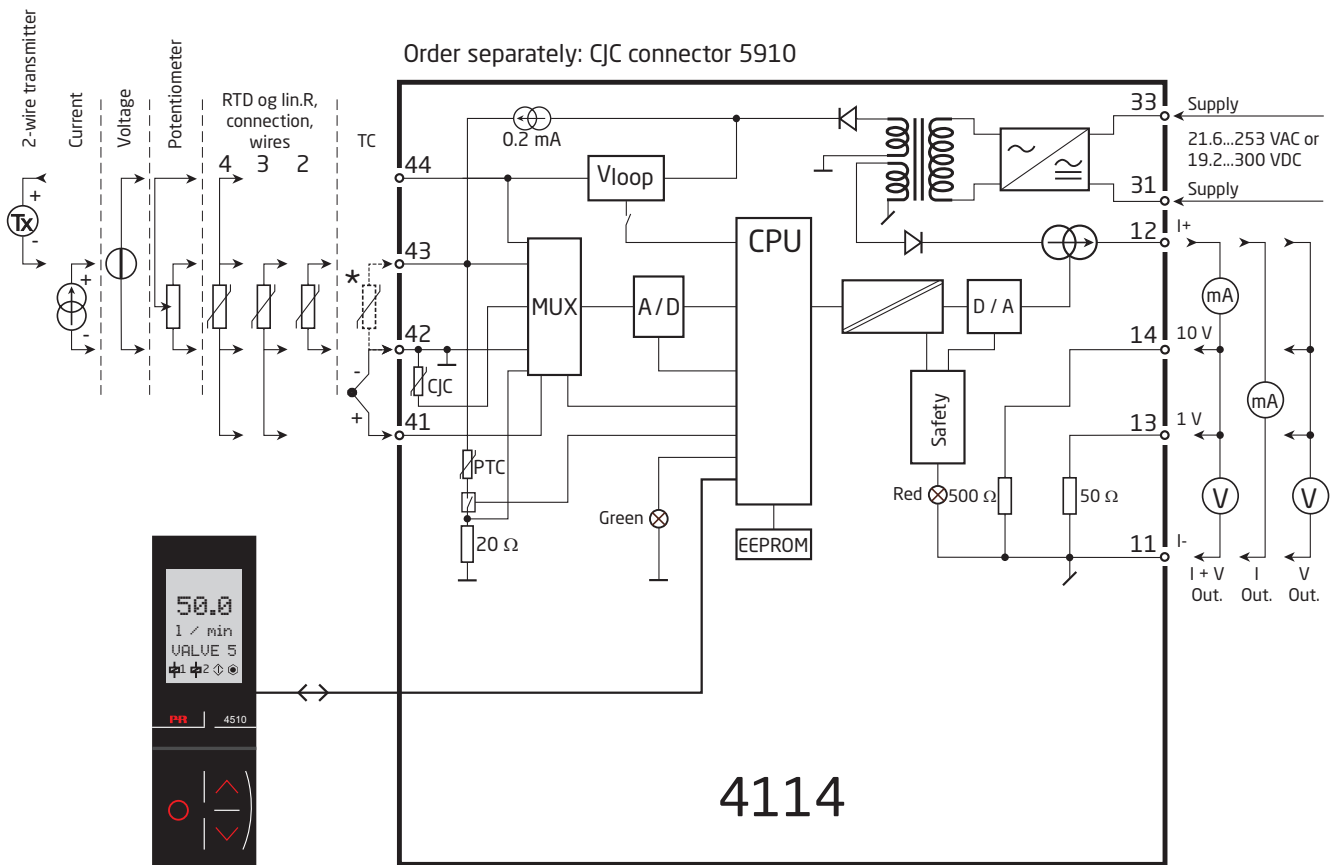 Order separately: CJC connector 5910
2-wire transmitter
Current
Voltage
Potentiometer
RTD og lin.R,
connection,
wires
4 3 2
TC
+
Tx
-
+
-
*
-
+
44
43
42
41
0.2 mA
Vloop
MUX
A/D
CPU
CJC
PTC
20 Ω
Green
EEPROM
D / A
Safety
Red
500 Ω
50 Ω
33
Supply
21.6...253 VAC or
19.2...300 VDC
31
Supply
12
I+
14
10 V
13
1 V
11
I-
mA
mA
V
V
I + V
Out.
I
Out.
V
Out.
50.0
l / min
VALVE 5
1 2
PR 4510
4114